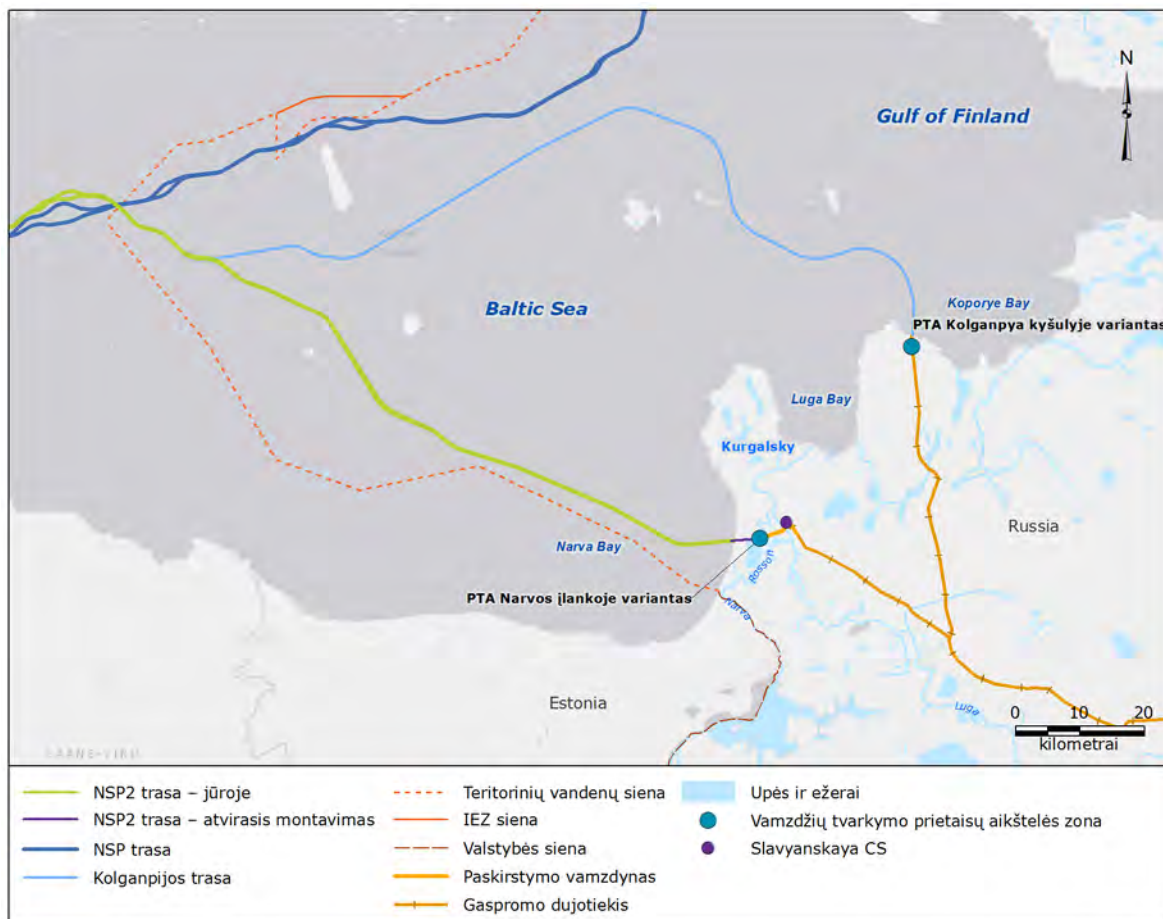 N
Gulf of Finland
Baltic Sea
Koporye Bay
PTA Kolganpya kyšulyje variantas
Luga Bay
Kurgalsky
Russia
Narva Bay
Rosson
PTA Narvos įlankoje variantas
Narva
Estonia
Luga
0 10 20
kilometrai
LÄÄNE-VIRU
NSP2 trasa – jūroje
NSP2 trasa – atvirasis montavimas
NSP trasa
Kolganpijos trasa
Teritorinių vandenų siena
IEZ siena
Valstybės siena
Paskirstymo vamzdynas
Gaspromo dujotiekis
Upės ir ežerai
Vamzdžių tvarkymo prietaisų aikštelės zona
Slavyanskaya CS